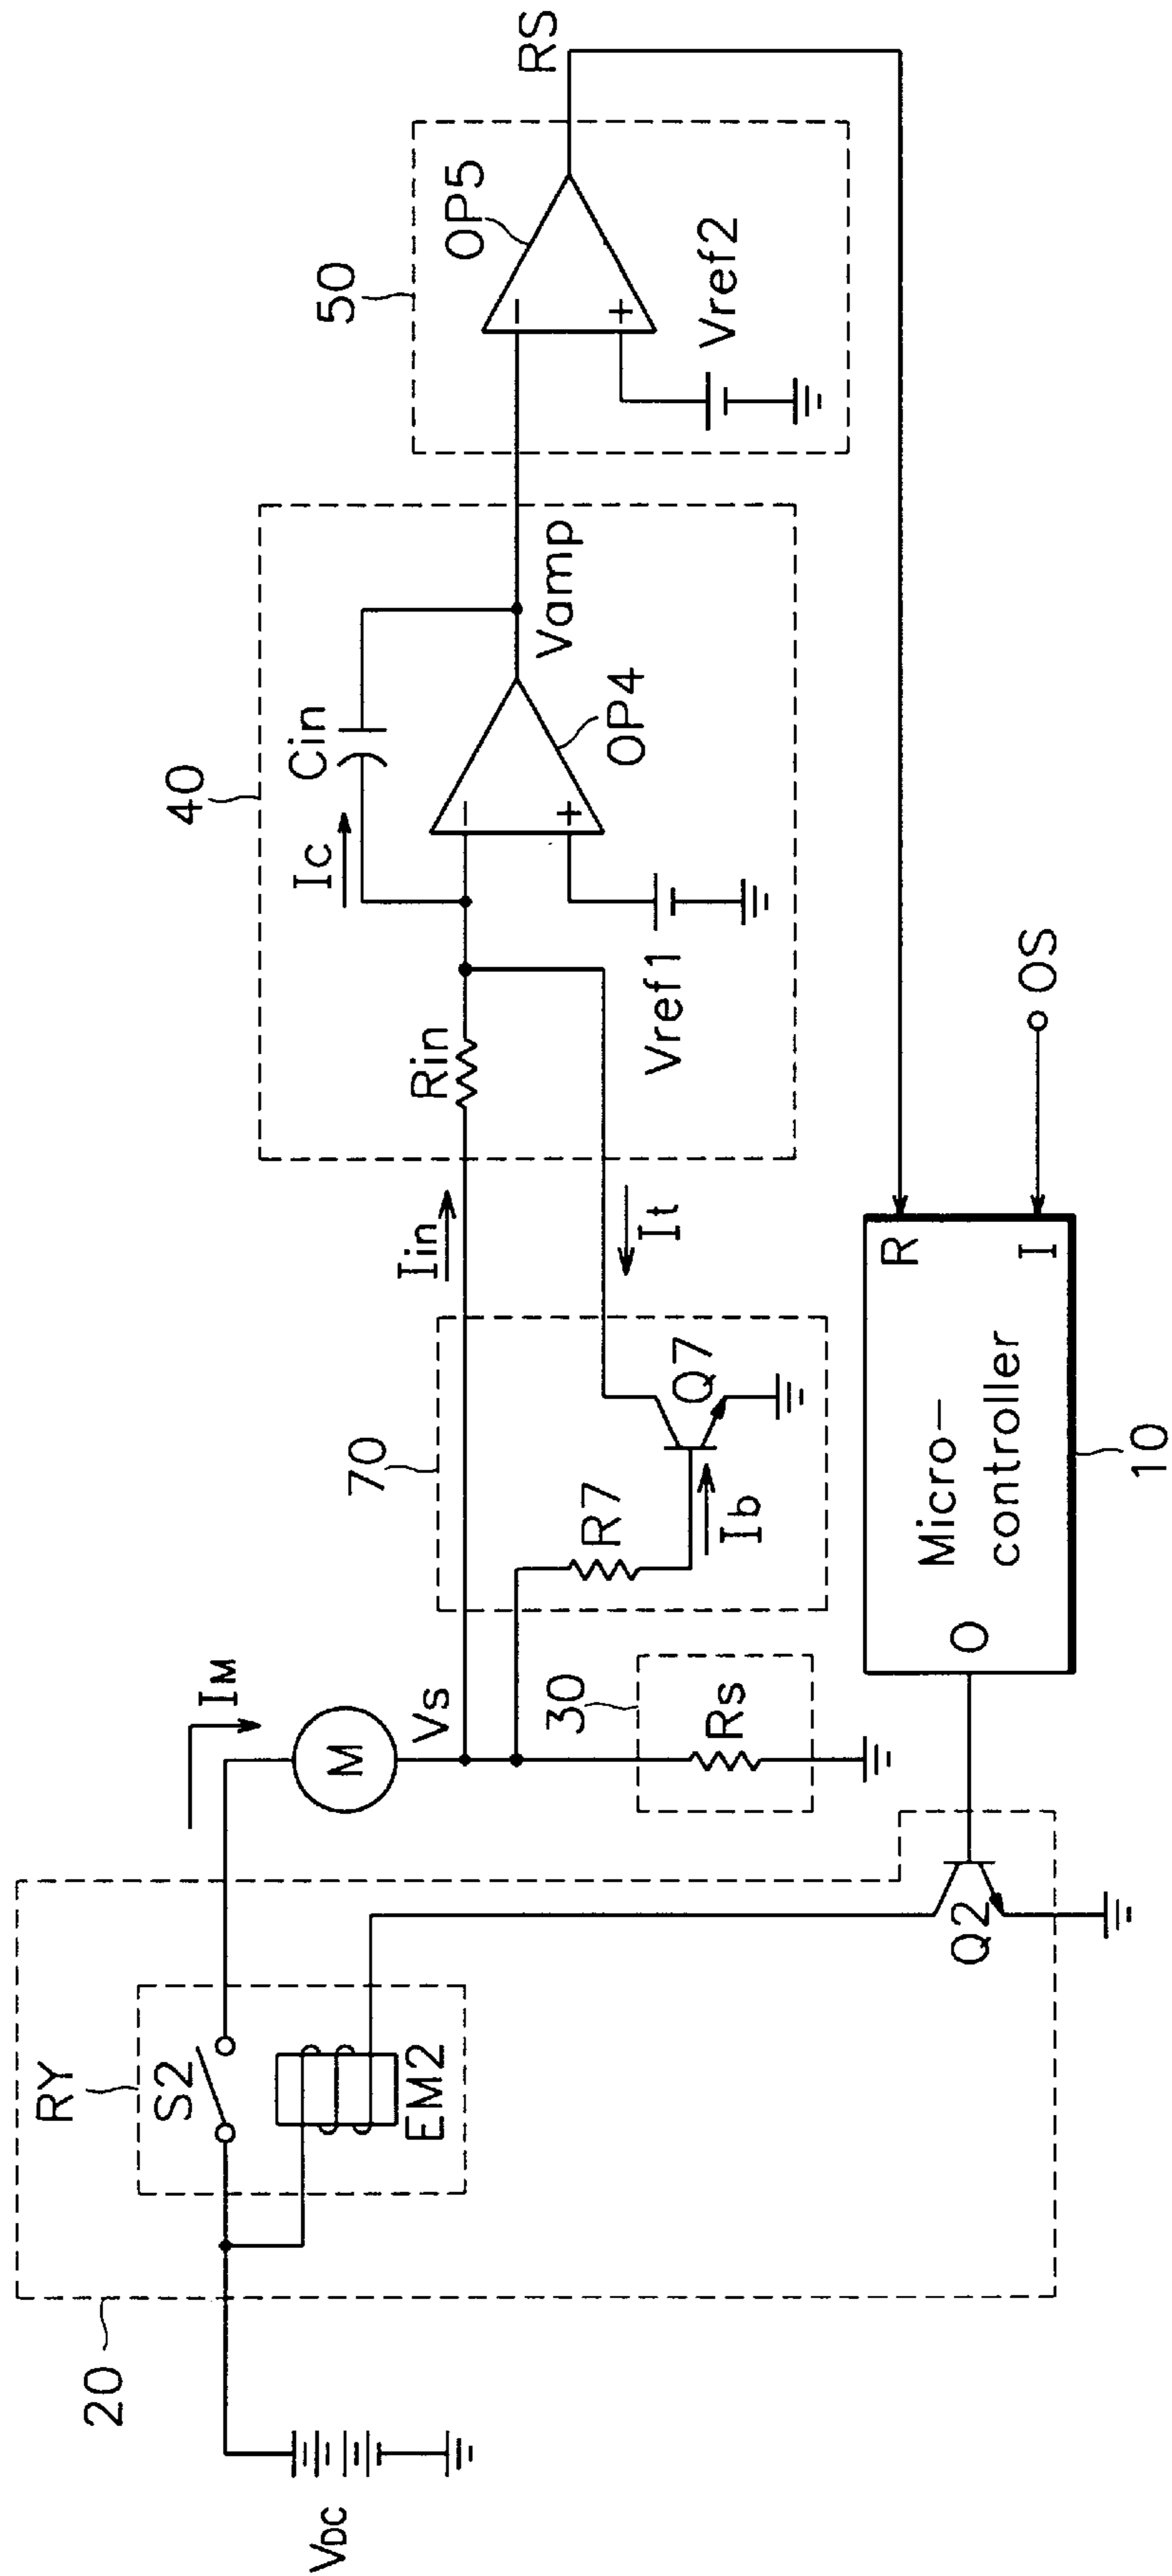 20
RY
S2
EM2
VDC
Q2
IM
M
Vs
30
Rs
70
R7
Ib
Q7
Iin
It
40
Rin
Ic
Cin
−
+
OP4
Vref1
Vamp
50
OP5
−
+
Vref2
RS
O
Micro-
controller
R
I
10
OS